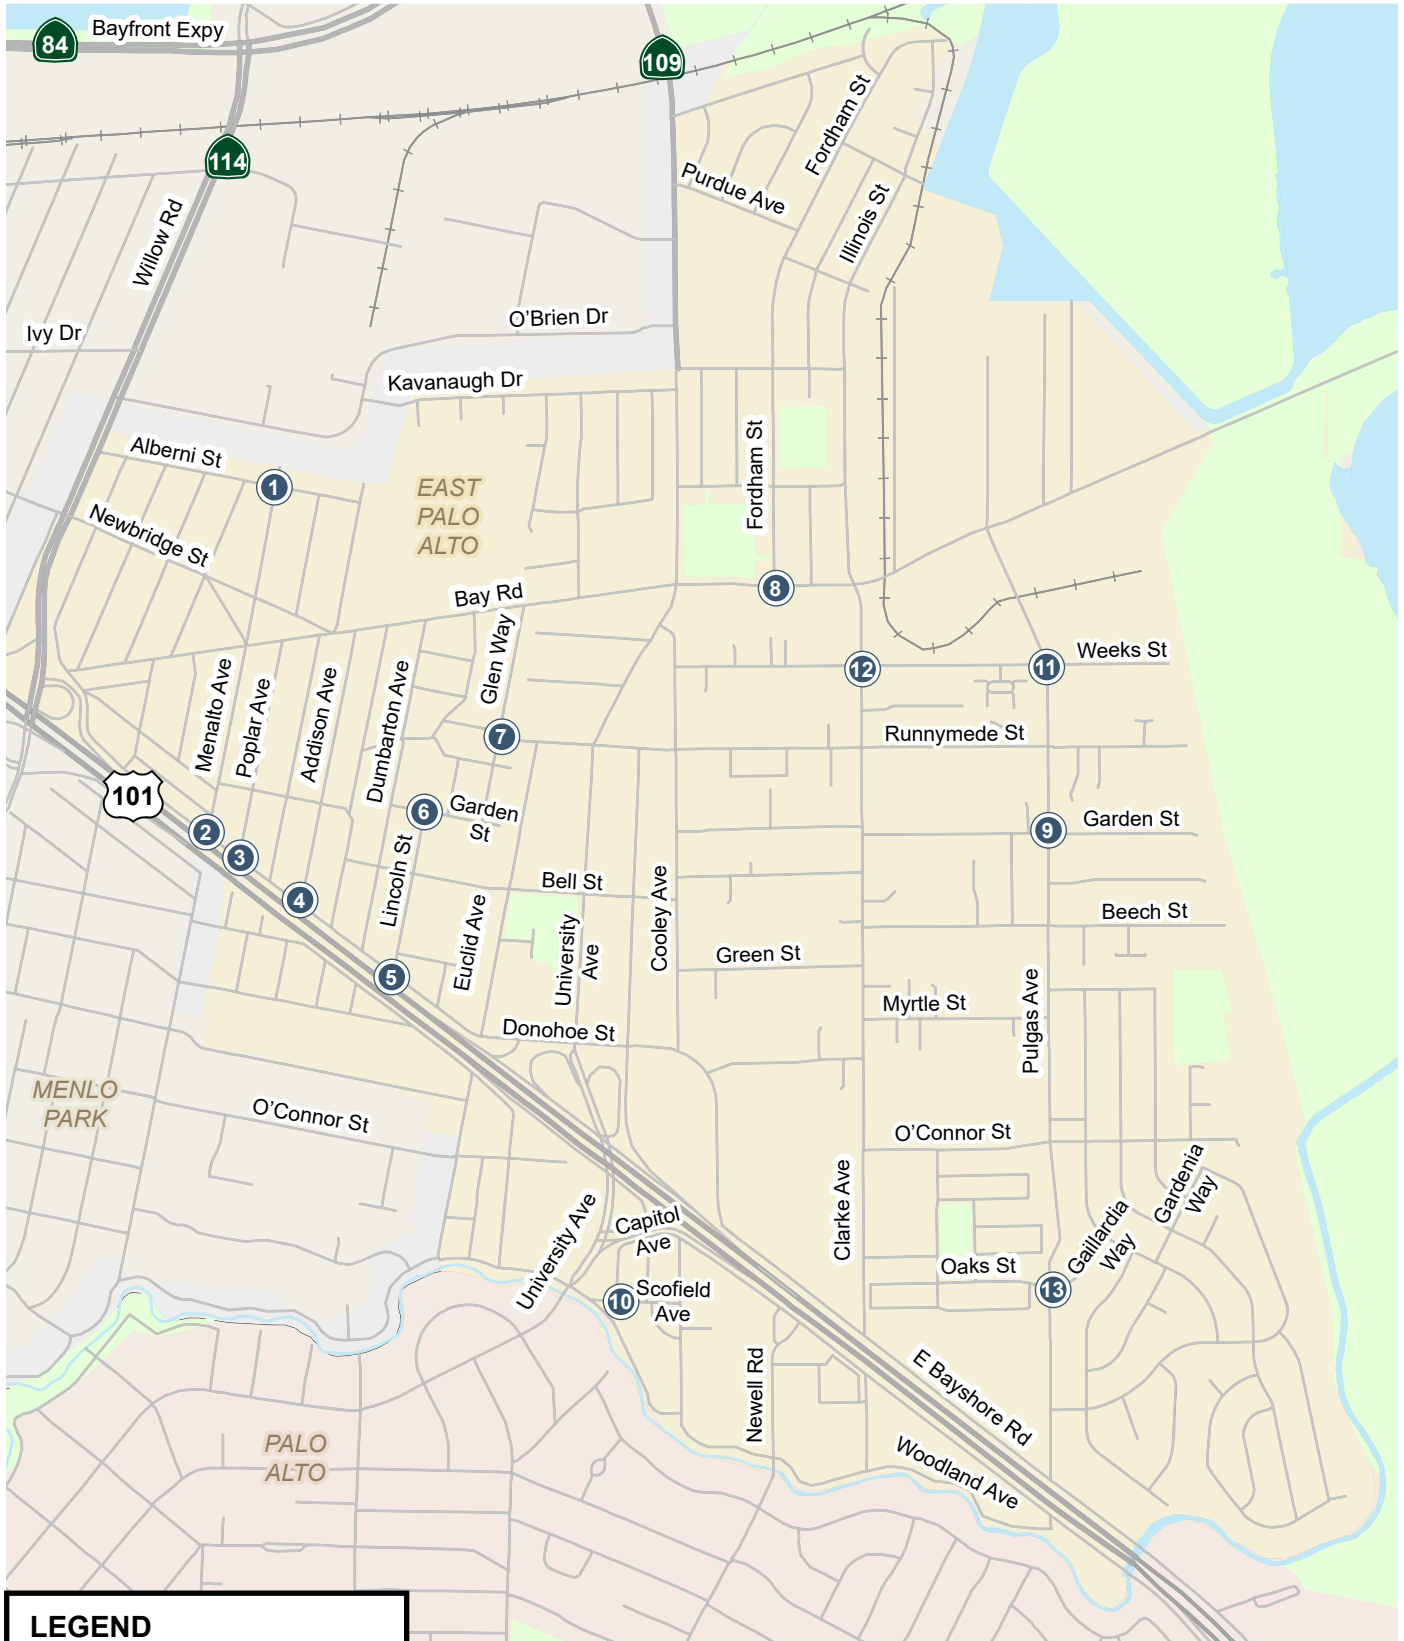 Bayfront Expy
84
109
114
Fordham St
Purdue Ave
Illinois St
Willow Rd
O'Brien Dr
Ivy Dr
Kavanaugh Dr
Alberni St
1
EAST
PALO
ALTO
Fordham St
Newbridge St
Bay Rd
8
Glen Way
Weeks St
12
11
Menalto Ave
Poplar Ave
Addison Ave
Dumbarton Ave
7
Runnymede St
101
6
Garden
St
2
3
9
Garden St
4
Lincoln St
Bell St
Euclid Ave
University
Ave
Cooley Ave
Beech St
Green St
5
Myrtle St
Pulgas Ave
Donohoe St
MENLO
PARK
O'Connor St
O'Connor St
Clarke Ave
Gardenia
Way
University Ave
Capitol
Ave
Gaillardia
Way
Oaks St
10
Scofield
Ave
13
Newell Rd
E Bayshore Rd
PALO
ALTO
Woodland Ave
LEGEND